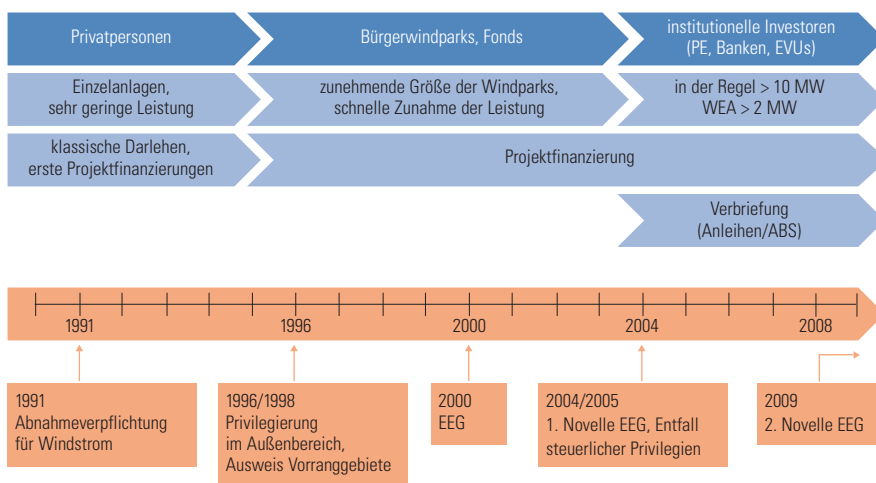 Privatpersonen
Bürgerwindparks, Fonds
institutionelle Investoren
(PE, Banken, EVUs)
Einzelanlagen,
sehr geringe Leistung
zunehmende Größe der Windparks,
schnelle Zunahme der Leistung
in der Regel > 10 MW
WEA > 2 MW
klassische Darlehen,
erste Projektfinanzierungen
Projektfinanzierung
Verbriefung
(Anleihen/ABS)
1991
1996
2000
2004
2008
1991
Abnahmeverpflichtung
für Windstrom
1996/1998
Privilegierung
im Außenbereich,
Ausweis Vorranggebiete
2000
EEG
2004/2005
1. Novelle EEG, Entfall
steuerlicher Privilegien
2009
2. Novelle EEG